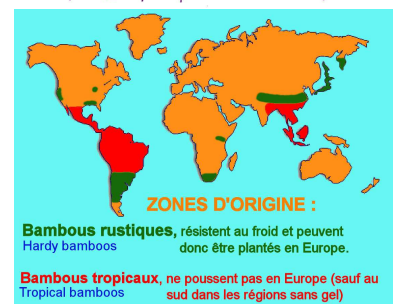 ZONES D'ORIGINE :
Bambous rustiques, résistent au froid et peuvent
Hardy bamboos donc être plantés en Europe.
Bambous tropicaux, ne poussent pas en Europe (sauf au
Tropical bamboos sud dans les régions sans gel)